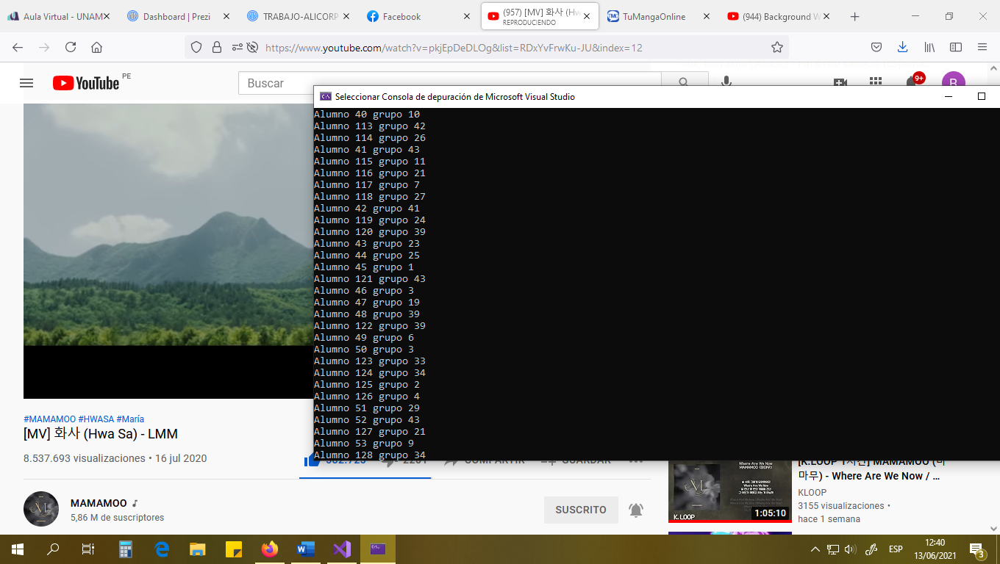 Aula Virtual - UNAM
Dashboard | Prezi
TRABAJO-ALICORP
Facebook
(957) [MV] 화사 (Hw
REPRODUCIENDO
TuMangaOnline
(944) Background
https://www.youtube.com/watch?v=pkjEpDeDLOg&list=RDxYvFrwKu-JU&index=12
YouTube PE
Buscar
9+
B
Seleccionar Consola de depuración de Microsoft Visual Studio
Alumno 40 grupo 10
Alumno 113 grupo 42
Alumno 114 grupo 26
Alumno 41 grupo 43
Alumno 115 grupo 11
Alumno 116 grupo 21
Alumno 117 grupo 7
Alumno 118 grupo 27
Alumno 42 grupo 41
Alumno 119 grupo 24
Alumno 120 grupo 39
Alumno 43 grupo 23
Alumno 44 grupo 25
Alumno 45 grupo 1
Alumno 121 grupo 43
Alumno 46 grupo 3
Alumno 47 grupo 19
Alumno 48 grupo 39
Alumno 122 grupo 39
Alumno 49 grupo 6
Alumno 50 grupo 3
Alumno 123 grupo 33
Alumno 124 grupo 34
Alumno 125 grupo 2
Alumno 126 grupo 4
Alumno 51 grupo 29
Alumno 52 grupo 43
Alumno 127 grupo 21
Alumno 53 grupo 9
Alumno 128 grupo 34
#MAMAMOO #HWASA #María
[MV] 화사 (Hwa Sa) - LMM
8.537.693 visualizaciones • 16 jul 2020
COMPARTIR
GUARDAR
MAMAMOO
5,86 M de suscriptores
SUSCRITO
Where Are We Now
K.LOOP
1:05:10
[K.LOOP 1시간] MAMAMOO (마
마무) - Where Are We Now / ...
KLOOP
3155 visualizaciones •
hace 1 semana
ESP
12:40
13/06/2021
3